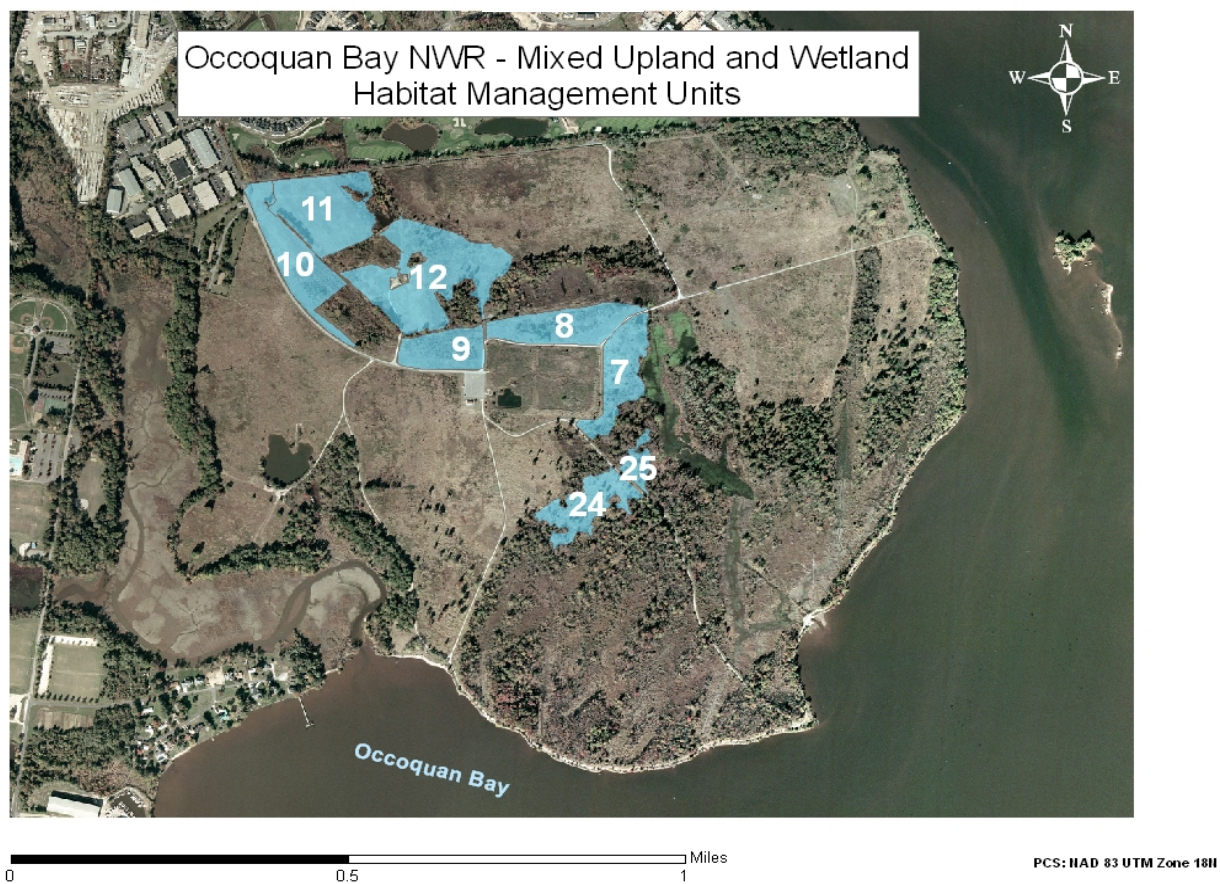 Occoquan Bay NWR - Mixed Upland and Wetland
Habitat Management Units
N
W E
S
11
10
12
8
9
7
25
24
Occoquan Bay
Miles
0 0.5 1
PCS: NAD 83 UTM Zone 18N